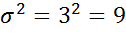 σ² = 3² = 9